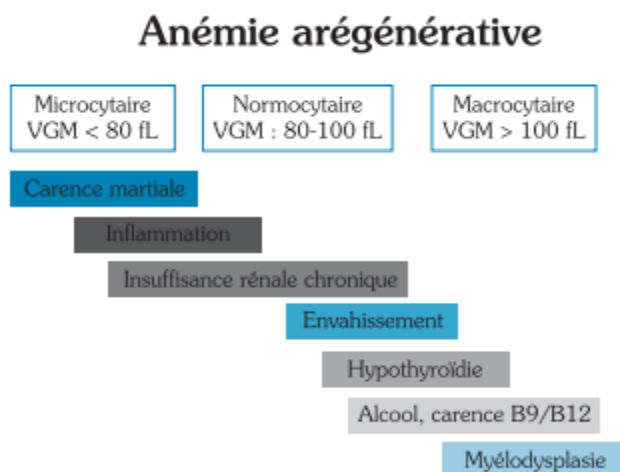 Anémie arégénérative
Microcytaire
VGM < 80 fL
Normocytaire
VGM : 80-100 fL
Macrocytaire
VGM > 100 fL
Carence martiale
Inflammation
Insuffisance rénale chronique
Envahissement
Hypothyroïdie
Alcool, carence B9/B12
Myélodysplasie